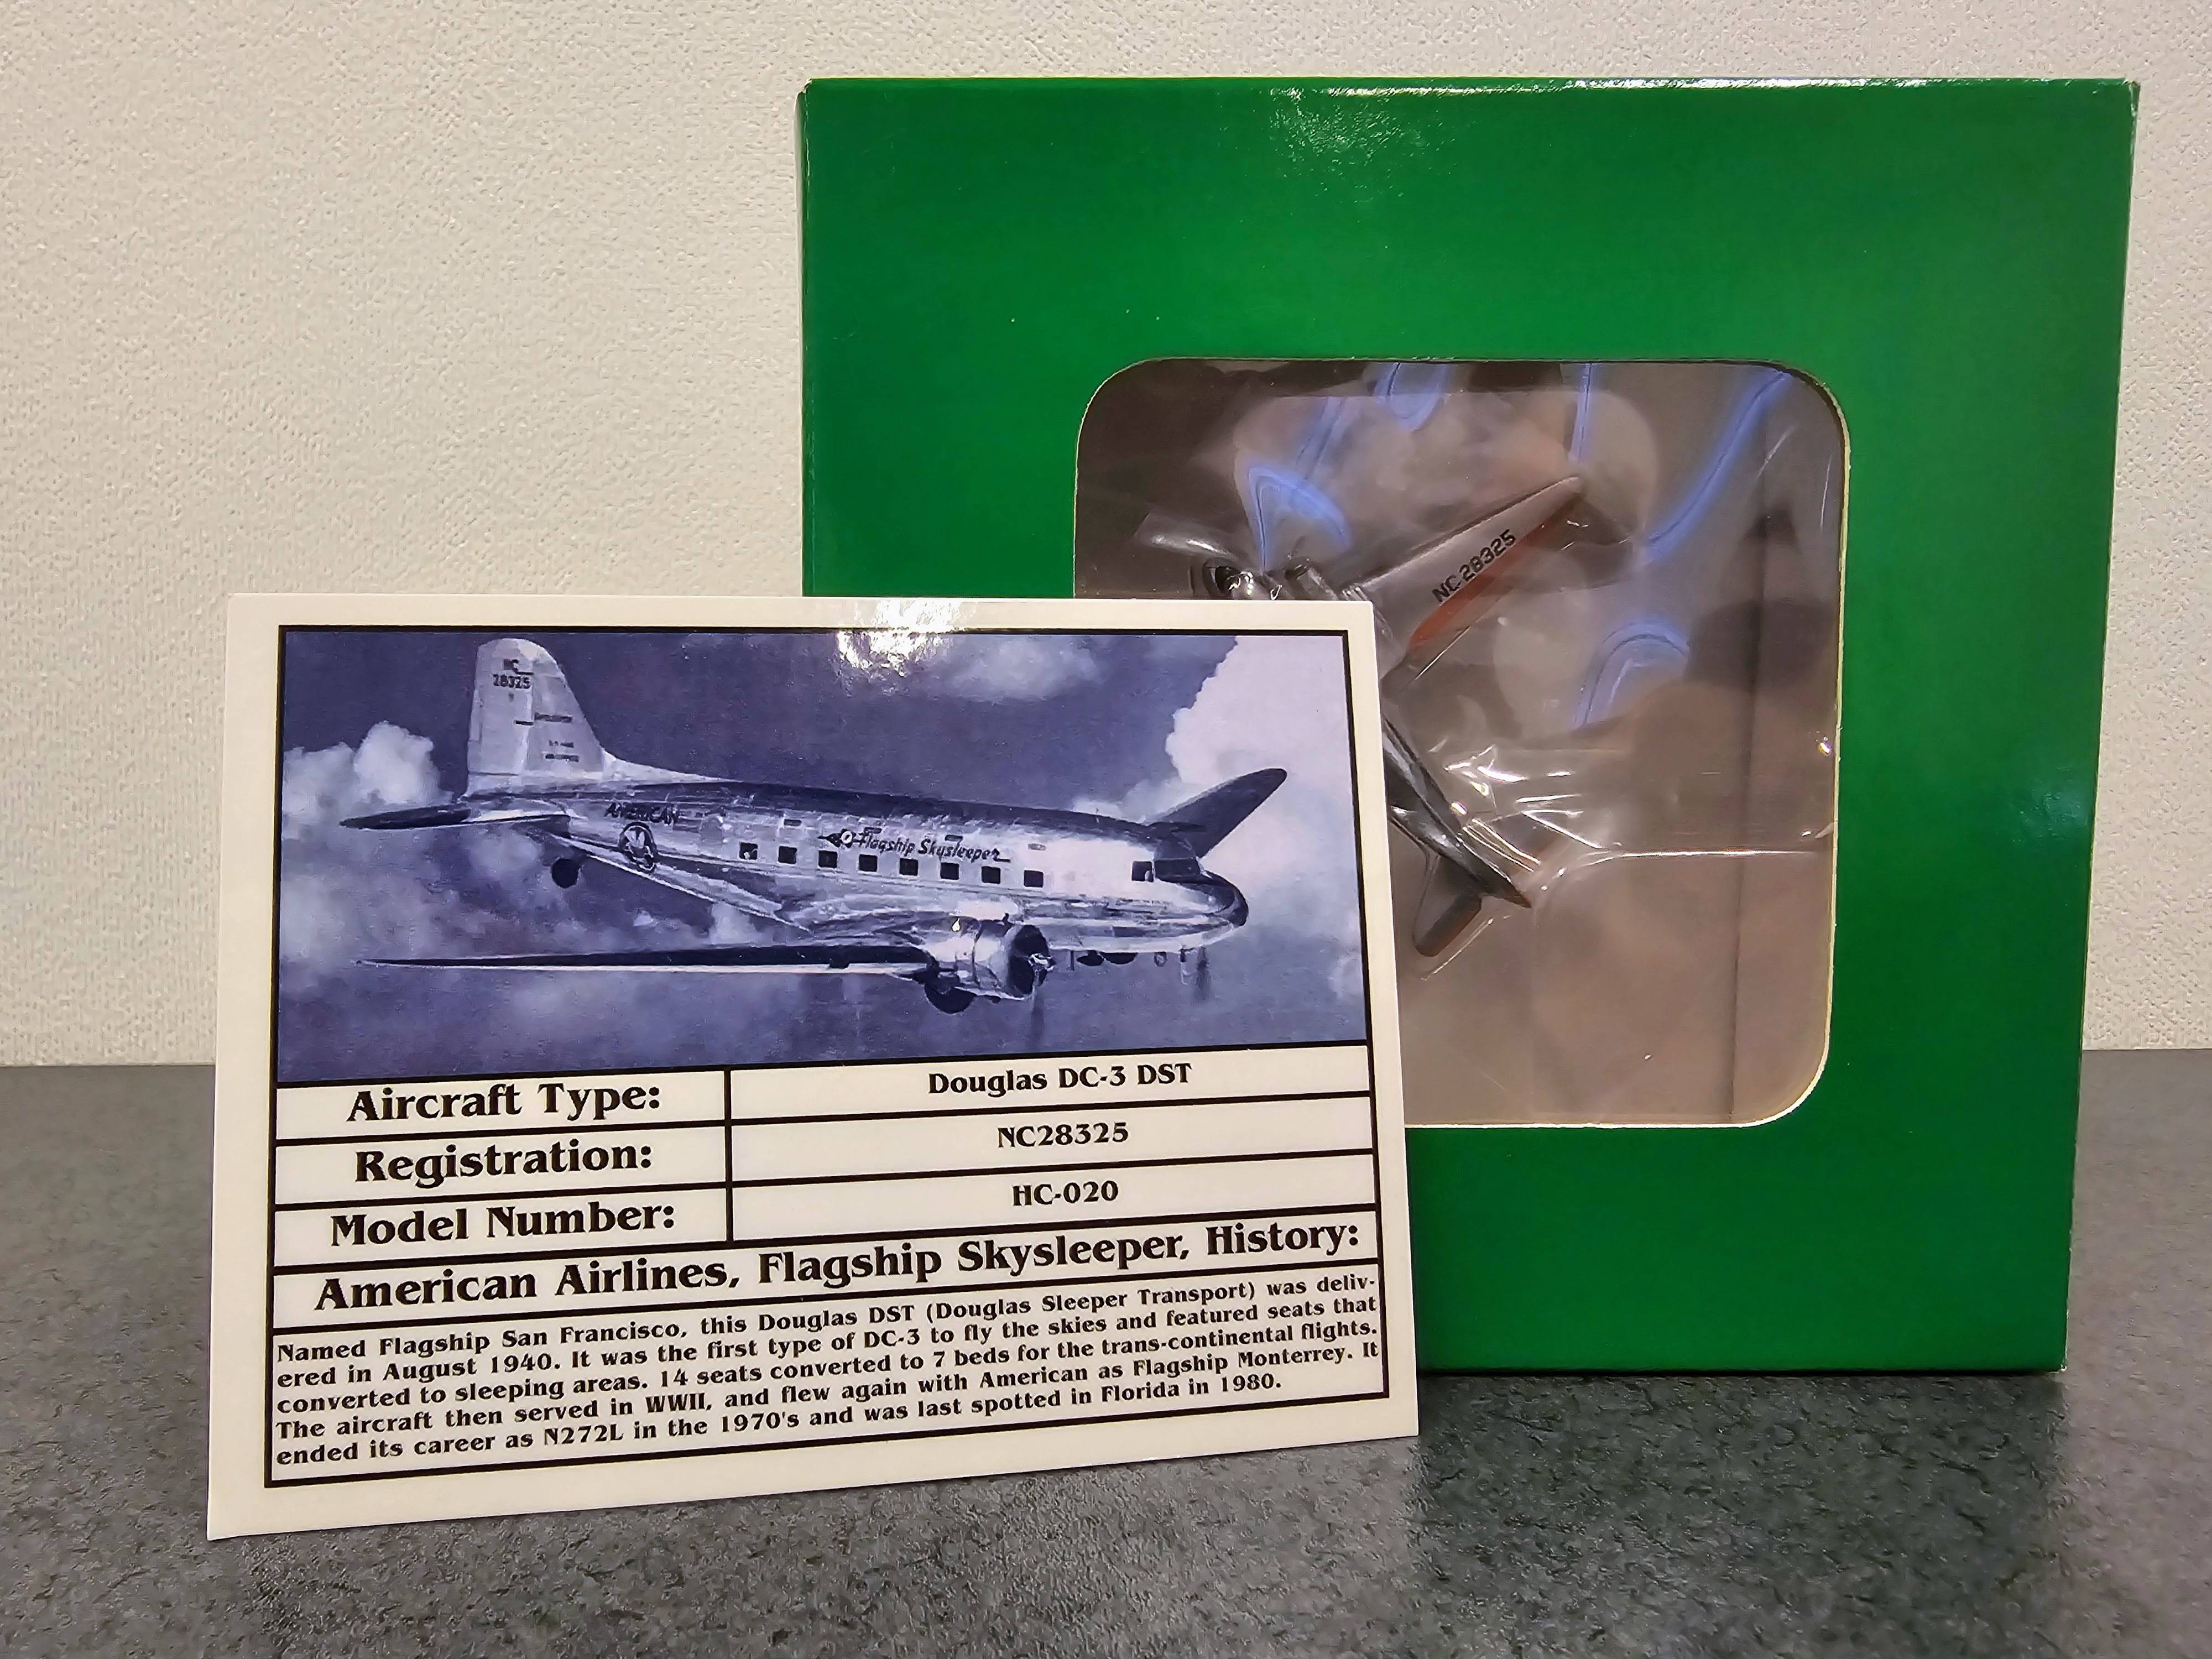 NC 28325
NC
28325
AMERICAN
Flagship Skysleeper
Aircraft Type: Douglas DC-3 DST
Registration: NC28325
Model Number: HC-020
American Airlines, Flagship Skysleeper, History:
Named Flagship San Francisco, this Douglas DST (Douglas Sleeper Transport) was deliv-
ered in August 1940. It was the first type of DC-3 to fly the skies and featured seats that
converted to sleeping areas. 14 seats converted to 7 beds for the trans-continental flights.
The aircraft then served in WWII, and flew again with American as Flagship Monterrey. It
ended its career as N272L in the 1970's and was last spotted in Florida in 1980.